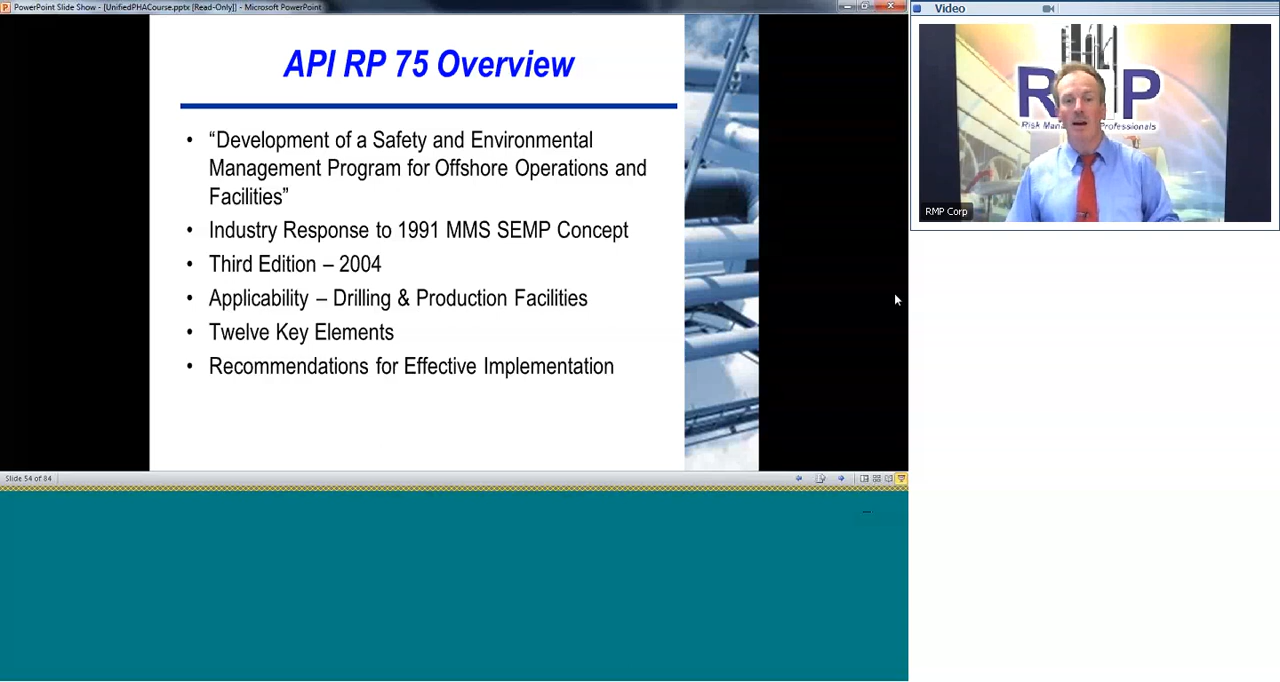 PowerPoint Slide Show - [UnifiedPHACourse.pptx [Read-Only]] - Microsoft PowerPoint
Video
API RP 75 Overview
• “Development of a Safety and Environmental
Management Program for Offshore Operations and
Facilities”
• Industry Response to 1991 MMS SEMP Concept
• Third Edition – 2004
• Applicability – Drilling & Production Facilities
• Twelve Key Elements
• Recommendations for Effective Implementation
R P
Risk Professionals
RMP Corp
Slide 54 of 84